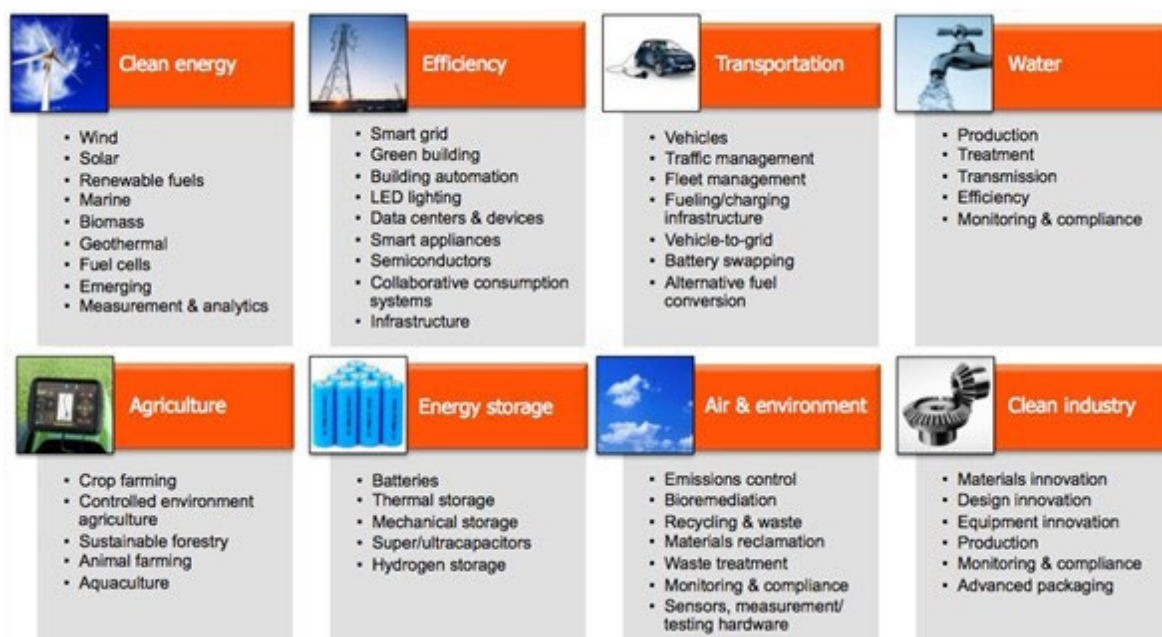 Clean energy
• Wind
• Solar
• Renewable fuels
• Marine
• Biomass
• Geothermal
• Fuel cells
• Emerging
• Measurement & analytics
Efficiency
• Smart grid
• Green building
• Building automation
• LED lighting
• Data centers & devices
• Smart appliances
• Semiconductors
• Collaborative consumption
systems
• Infrastructure
Transportation
• Vehicles
• Traffic management
• Fleet management
• Fueling/charging
infrastructure
• Vehicle-to-grid
• Battery swapping
• Alternative fuel
conversion
Water
• Production
• Treatment
• Transmission
• Efficiency
• Monitoring & compliance
Agriculture
• Crop farming
• Controlled environment
agriculture
• Sustainable forestry
• Animal farming
• Aquaculture
Energy storage
• Batteries
• Thermal storage
• Mechanical storage
• Super/ultracapacitors
• Hydrogen storage
Air & environment
• Emissions control
• Bioremediation
• Recycling & waste
• Materials reclamation
• Waste treatment
• Monitoring & compliance
• Sensors, measurement/
testing hardware
Clean industry
• Materials innovation
• Design innovation
• Equipment innovation
• Production
• Monitoring & compliance
• Advanced packaging